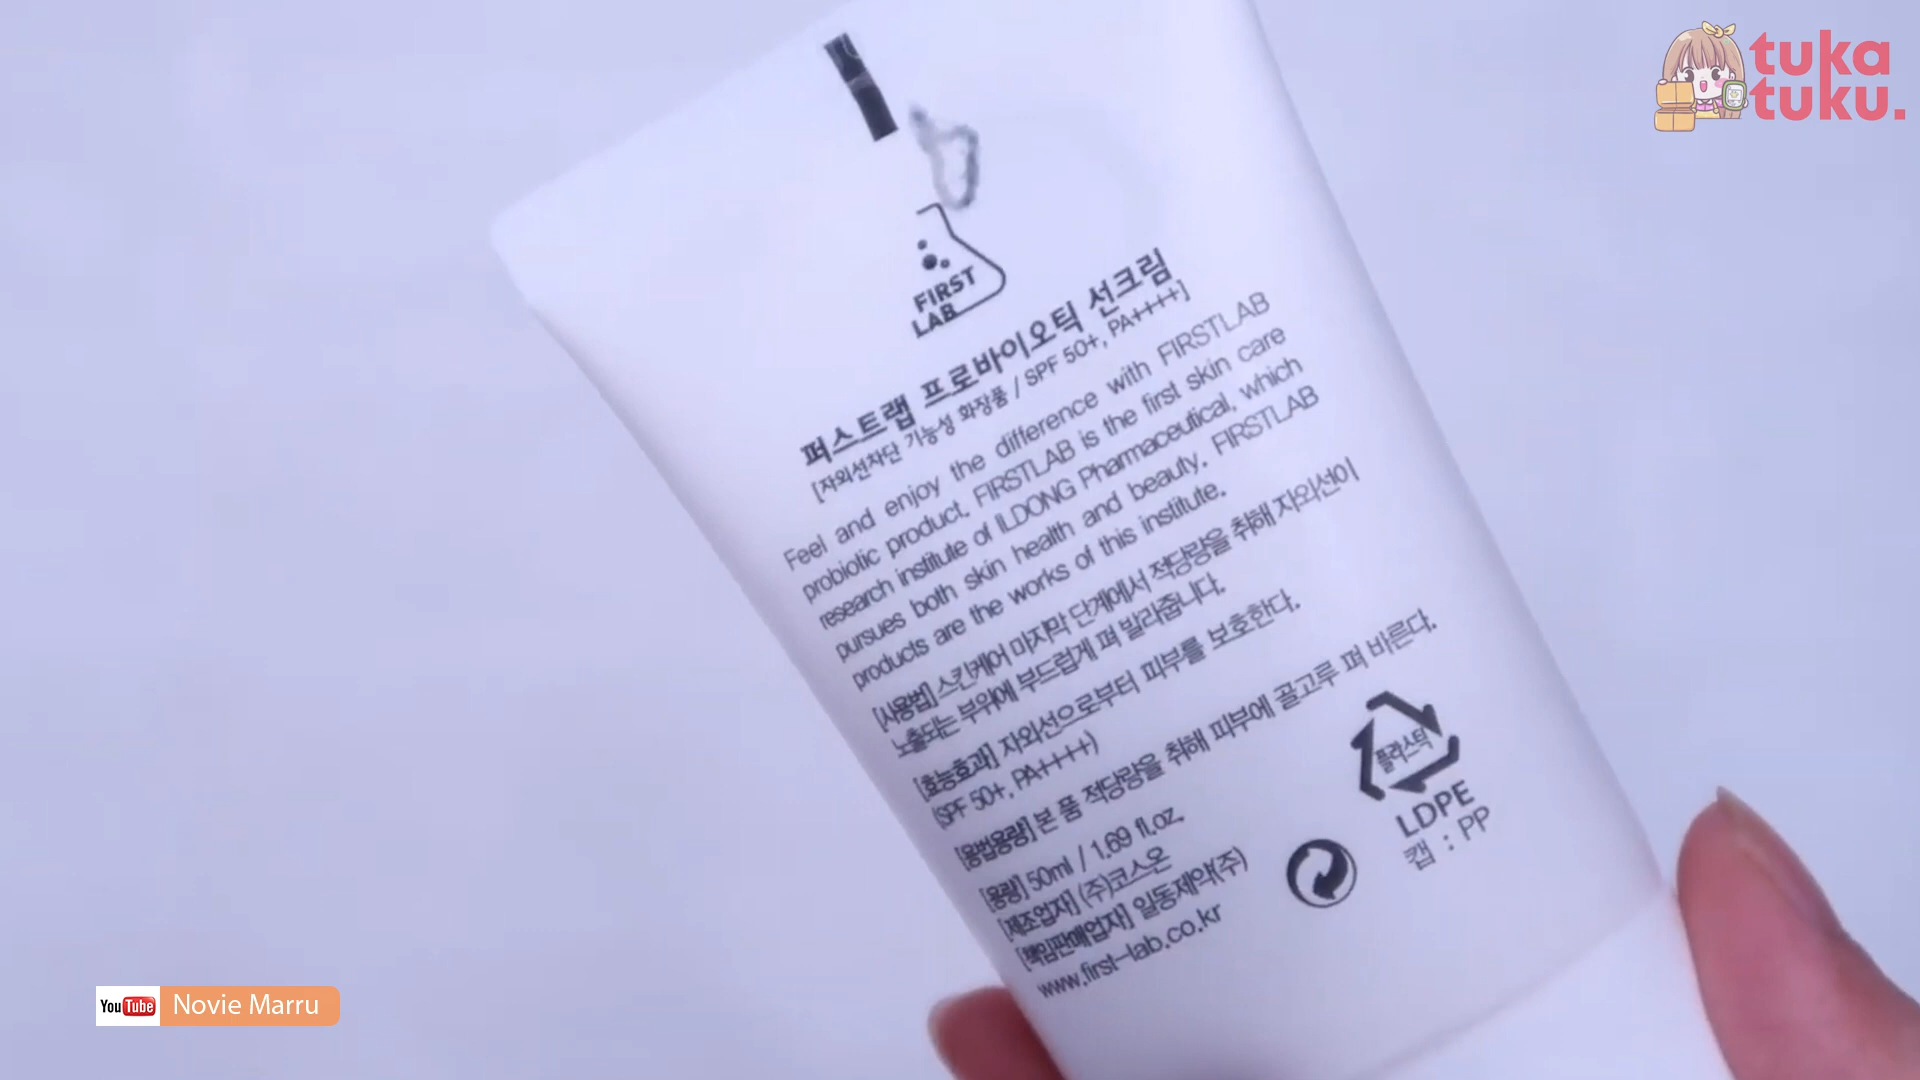 tuka
tuku.
FIRST
LAB
퍼스트랩 프로바이오틱 선크림
[자외선차단 기능성 화장품 / SPF 50+, PA++++]
Feel and enjoy the difference with FIRSTLAB
probiotic product. FIRSTLAB is the first skin care
research institute of ILDONG Pharmaceutical, which
pursues both skin health and beauty. FIRSTLAB
products are the works of this institute.
[사용법] 스킨케어 마지막 단계에서 적당량을 취해 자외선이
노출되는 부위에 부드럽게 펴 발라줍니다.
[효능효과] 자외선으로부터 피부를 보호한다.
(SPF 50+, PA++++)
[용법용량] 본 품 적당량을 취해 피부에 골고루 펴 바른다.
[용량] 50ml / 1.69 fl.oz.
[제조업자] (주)코스온
[책임판매업자] 일동제약(주)
www.first-lab.co.kr
플라스틱
LDPE
캡 : PP
YouTube Novie Marru